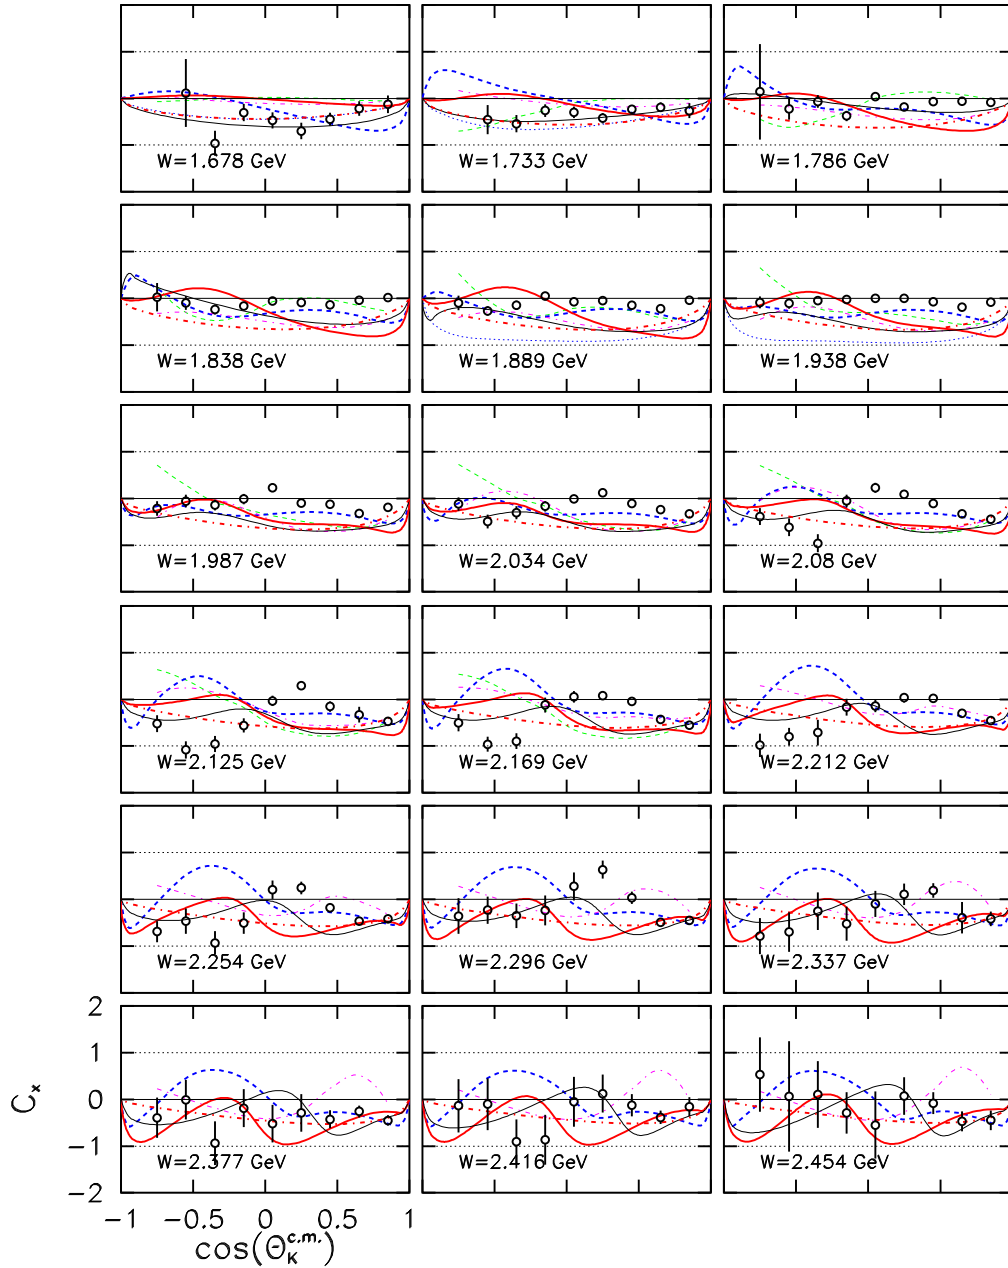 W=1.678 GeV
W=1.733 GeV
W=1.786 GeV
W=1.838 GeV
W=1.889 GeV
W=1.938 GeV
W=1.987 GeV
W=2.034 GeV
W=2.08 GeV
W=2.125 GeV
W=2.169 GeV
W=2.212 GeV
W=2.254 GeV
W=2.296 GeV
W=2.337 GeV
2
1
0
−1
−2
C_x
W=2.377 GeV
W=2.416 GeV
W=2.454 GeV
−1 −0.5 0 0.5 1
cos(Θ_K^{c.m.})